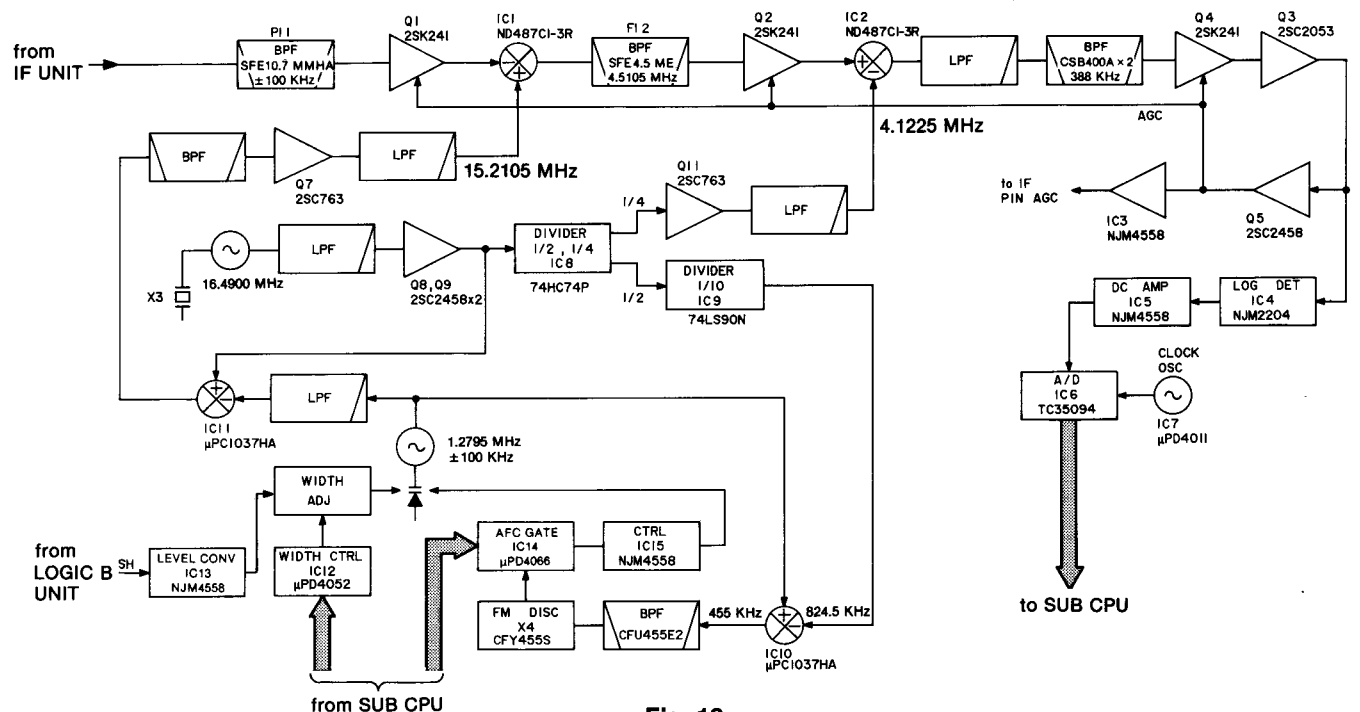 from
IF UNIT
FI 1
BPF
SFE10.7 MMHA
±100 KHz
Q1
2SK241
IC1
ND487C1-3R
FI 2
BPF
SFE4.5 ME
4.5105 MHz
Q2
2SK241
IC2
ND487C1-3R
LPF
BPF
CSB400A×2
388 KHz
Q4
2SK241
Q3
2SC2053
AGC
4.1225 MHz
BPF
Q7
2SC763
LPF
15.2105 MHz
Q11
2SC763
LPF
to IF
PIN AGC
IC3
NJM4558
Q5
2SC2458
X3
16.4900 MHz
LPF
Q8,Q9
2SC2458x2
DIVIDER
1/2 , 1/4
IC8
74HC74P
1/4
1/2
DIVIDER
1/10
IC9
74LS90N
DC AMP
IC5
NJM4558
LOG DET
IC4
NJM2204
A/D
IC6
TC35094
CLOCK
OSC
IC7
μPD4011
to SUB CPU
IC11
μPC1037HA
LPF
1.2795 MHz
±100 KHz
WIDTH
ADJ
from
LOGIC B
UNIT
SH
LEVEL CONV
IC13
NJM4558
WIDTH CTRL
IC12
μPD4052
AFC GATE
IC14
μPD4066
CTRL
IC15
NJM4558
FM DISC
X4
CFY455S
BPF
CFU455E2
455 KHz
824.5 KHz
IC10
μPC1037HA
from SUB CPU